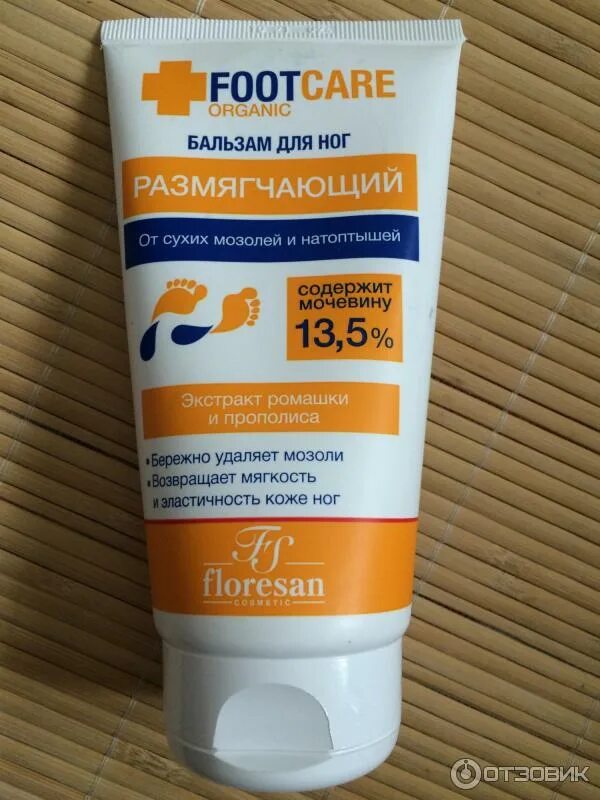 FOOTCARE
ORGANIC
БАЛЬЗАМ ДЛЯ НОГ
РАЗМЯГЧАЮЩИЙ
От сухих мозолей и натоптышей
содержит
мочевину
13,5%
Экстракт ромашки
и прополиса
• Бережно удаляет мозоли
• Возвращает мягкость
и эластичность коже ног
FS
floresan
COSMETIC
ОТЗОВИК